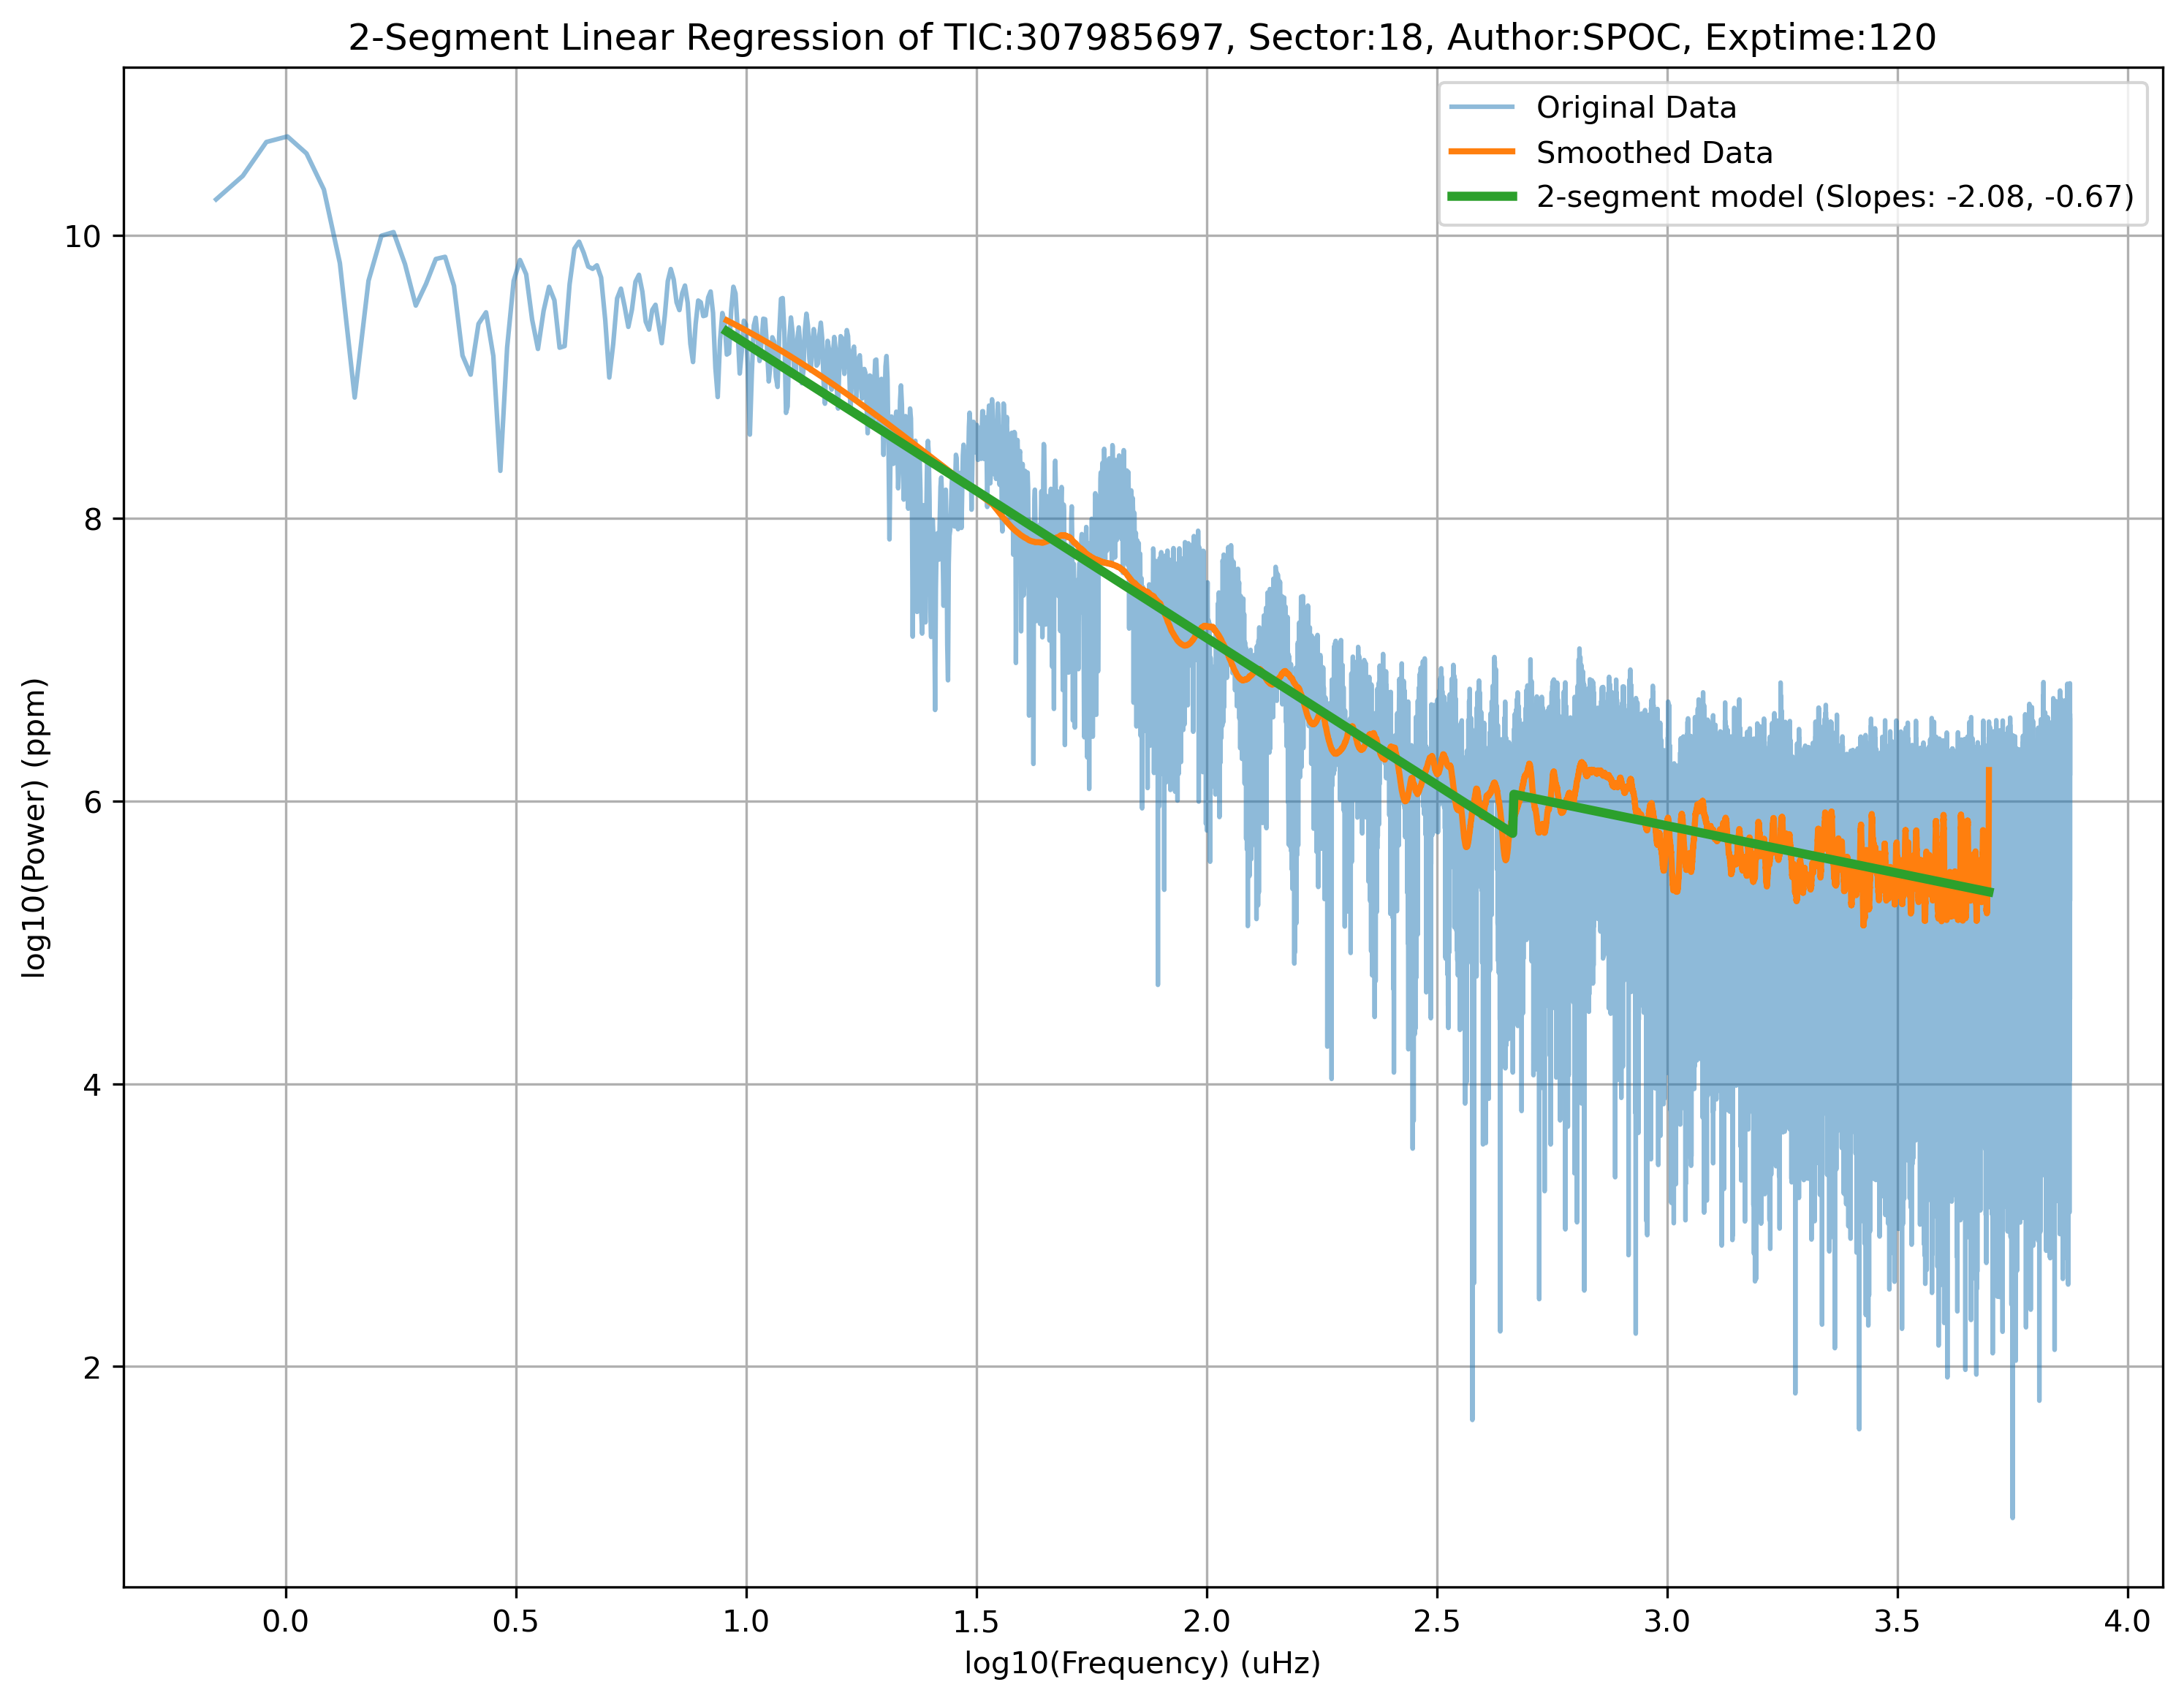 2-Segment Linear Regression of TIC:307985697, Sector:18, Author:SPOC, Exptime:120
Original Data
Smoothed Data
2-segment model (Slopes: -2.08, -0.67)
log10(Power) (ppm)
10
8
6
4
2
0.0 0.5 1.0 1.5 2.0 2.5 3.0 3.5 4.0
log10(Frequency) (uHz)